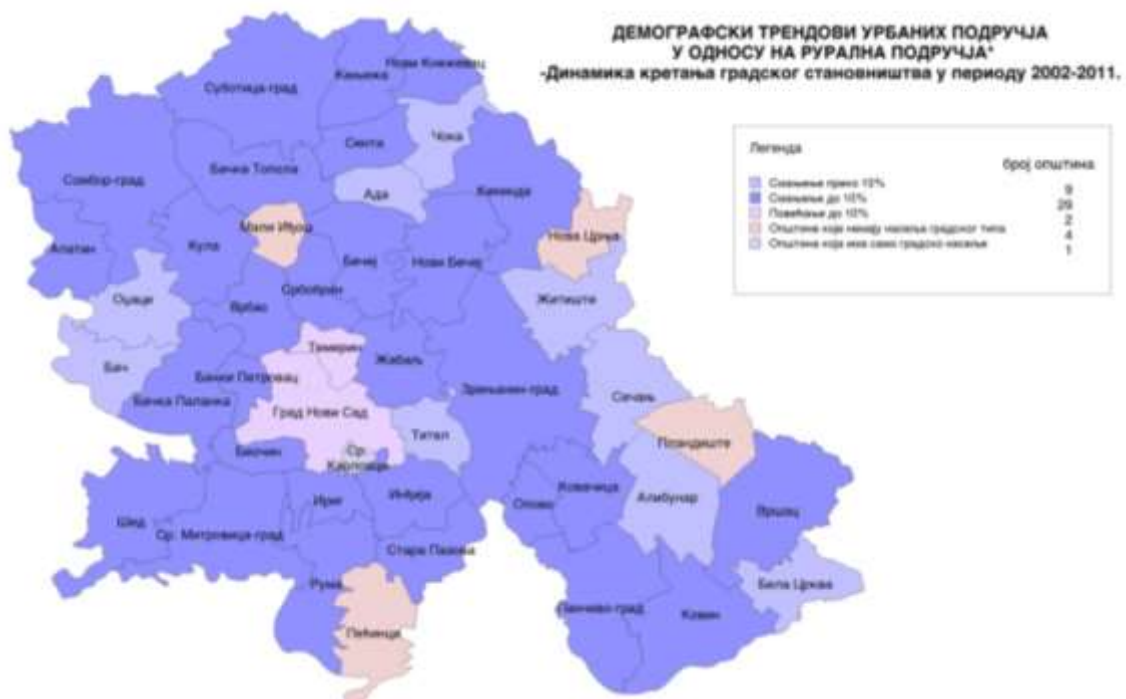 ДЕМОГРАФСКИ ТРЕНДОВИ УРБАНИХ ПОДРУЧЈА
У ОДНОСУ НА РУРАЛНА ПОДРУЧЈА*
-Динамика кретања градског становништва у периоду 2002-2011.
Легенда
број општина
Смањење преко 10% 9
Смањење до 10% 29
Повећање до 10% 2
Општине које немају насеља градског типа 4
Општина која има само градско насеље 1
Нови Кнежевац
Кањижа
Суботица-град
Чока
Сента
Бачка Топола
Сомбор-град
Ада
Кикинда
Мали Иђош
Нова Црња
Апатин
Кула
Бечеј
Нови Бечеј
Оџаци
Србобран
Житиште
Врбас
Темерин
Жабаљ
Бач
Бачки Петровац
Зрењанин-град
Бачка Паланка
Сечањ
Град Нови Сад
Тител
Пландиште
Беочин
Ср.
Карловци
Ковачица
Алибунар
Инђија
Ириг
Опово
Вршац
Шид
Ср. Митровица-град
Стара Пазова
Рума
Бела Црква
Панчево-град
Ковин
Пећинци